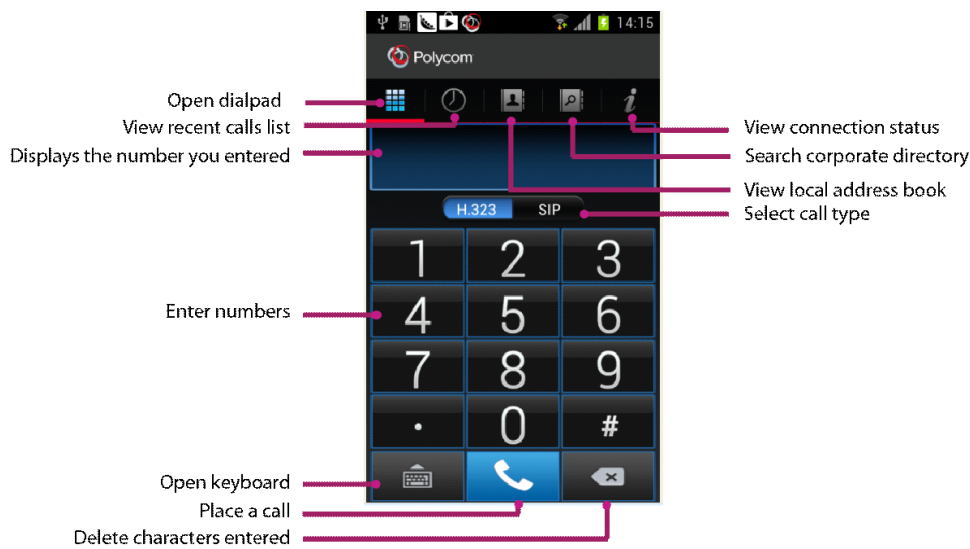 14:15
Polycom
Open dialpad
View recent calls list
Displays the number you entered
View connection status
Search corporate directory
View local address book
Select call type
H.323 SIP
1 2 3
Enter numbers
4 5 6
7 8 9
. 0 #
Open keyboard
Place a call
Delete characters entered